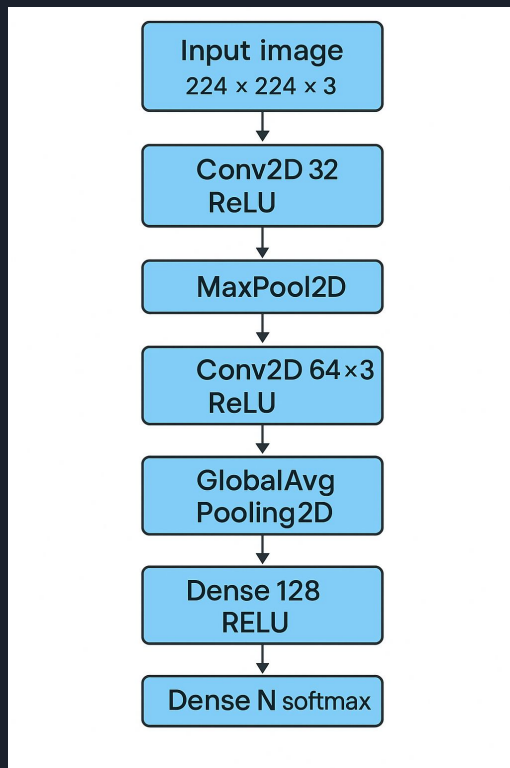 Input image
224 × 224 × 3
Conv2D 32
ReLU
MaxPool2D
Conv2D 64×3
ReLU
GlobalAvg
Pooling2D
Dense 128
RELU
Dense N softmax